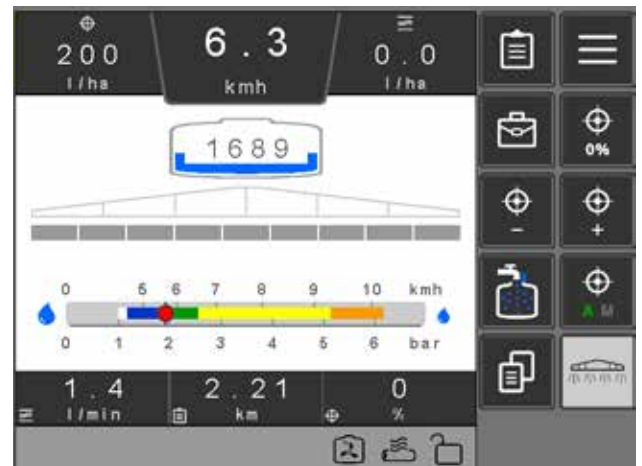 200 6.3 0.0
l/ha kmh l/ha
1689
0%
- +
0 5 6 7 8 9 10 kmh
A M
0 1 2 3 4 5 6 bar
1.4 2.21 0
l/min km %